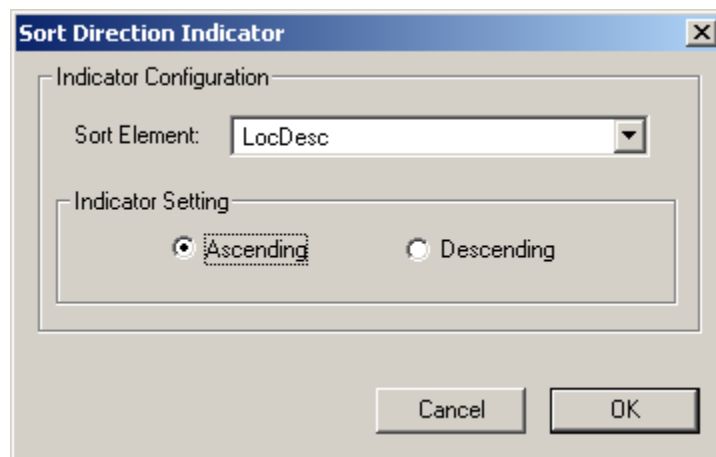 Sort Direction Indicator
Indicator Configuration
Sort Element: LocDesc
Indicator Setting
Ascending Descending
Cancel OK